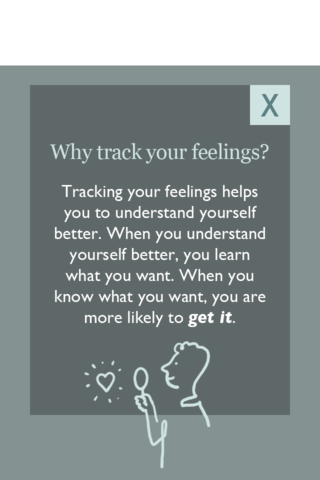 X
Why track your feelings?
Tracking your feelings helps
you to understand yourself
better. When you understand
yourself better, you learn
what you want. When you
know what you want, you are
more likely to get it.